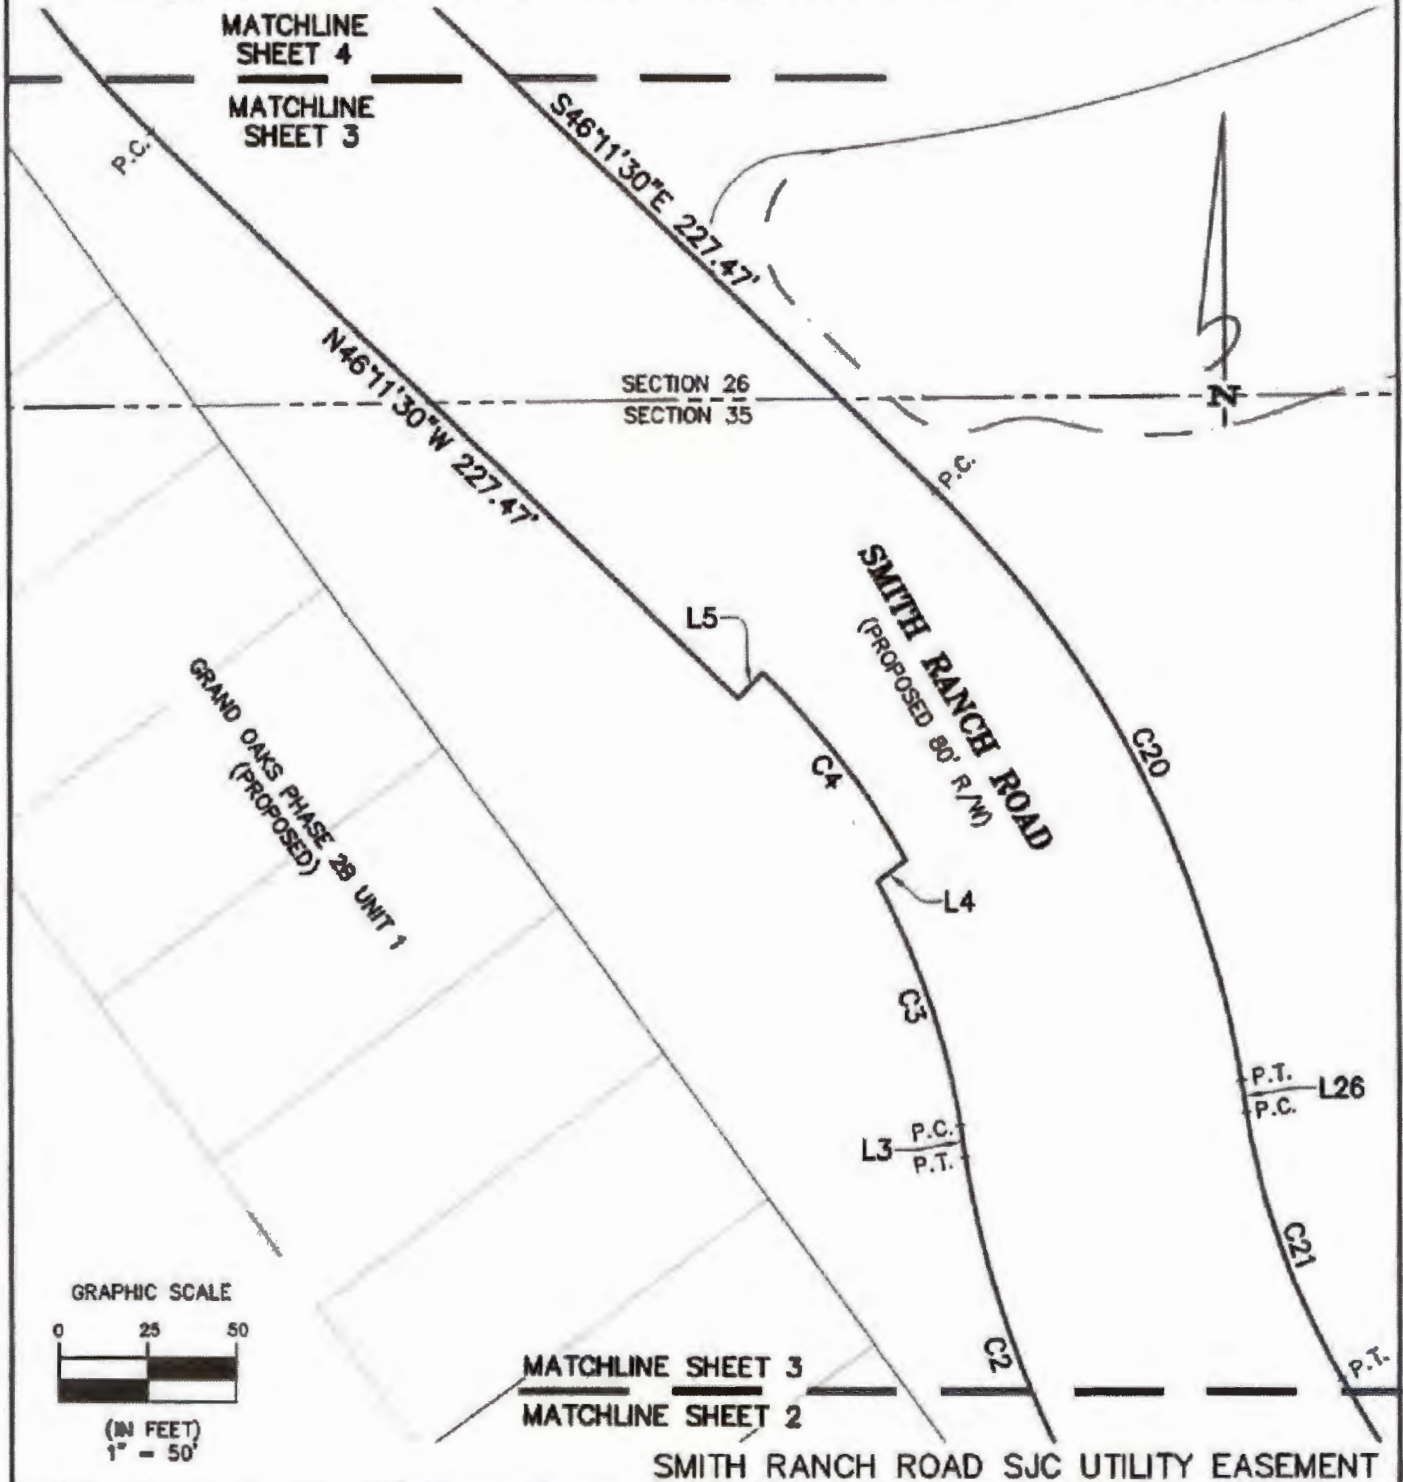 MATCHLINE
SHEET 4
MATCHLINE
SHEET 3
P.C.
S46°11'30"E 227.47'
N46°11'30"W 227.47'
SECTION 26
SECTION 35
N
P.C.
L5
SMITH RANCH ROAD
(PROPOSED 80' R/W)
C20
C4
GRAND OAKS PHASE 2B UNIT 1
(PROPOSED)
L4
C3
P.T.
L26
P.C.
P.C.
L3
P.T.
C21
GRAPHIC SCALE
0 25 50
(IN FEET)
1" = 50'
C2
P.T.
MATCHLINE SHEET 3
MATCHLINE SHEET 2
SMITH RANCH ROAD SJC UTILITY EASEMENT